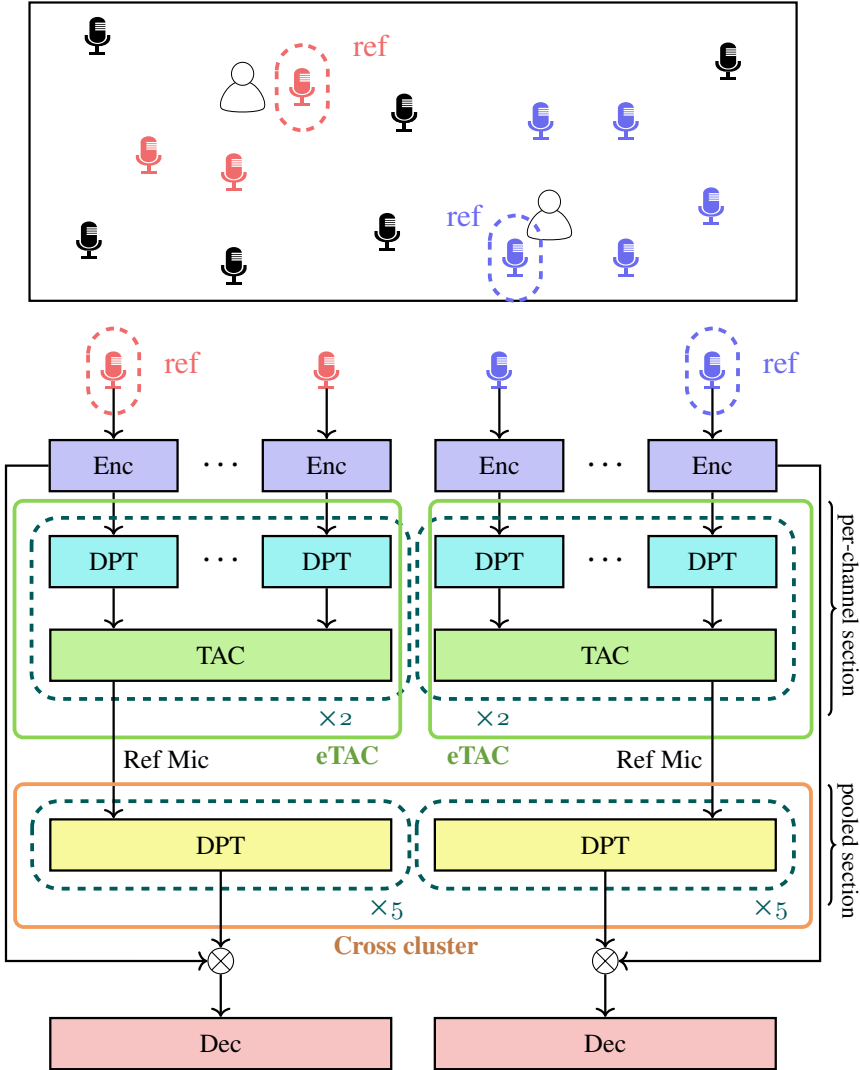 ref
ref
ref ref
Enc ··· Enc Enc ··· Enc
DPT ··· DPT DPT ··· DPT
TAC TAC
×2 ×2
per-channel section
eTAC eTAC
Ref Mic Ref Mic
DPT DPT
×5 ×5
pooled section
Cross cluster
Dec Dec